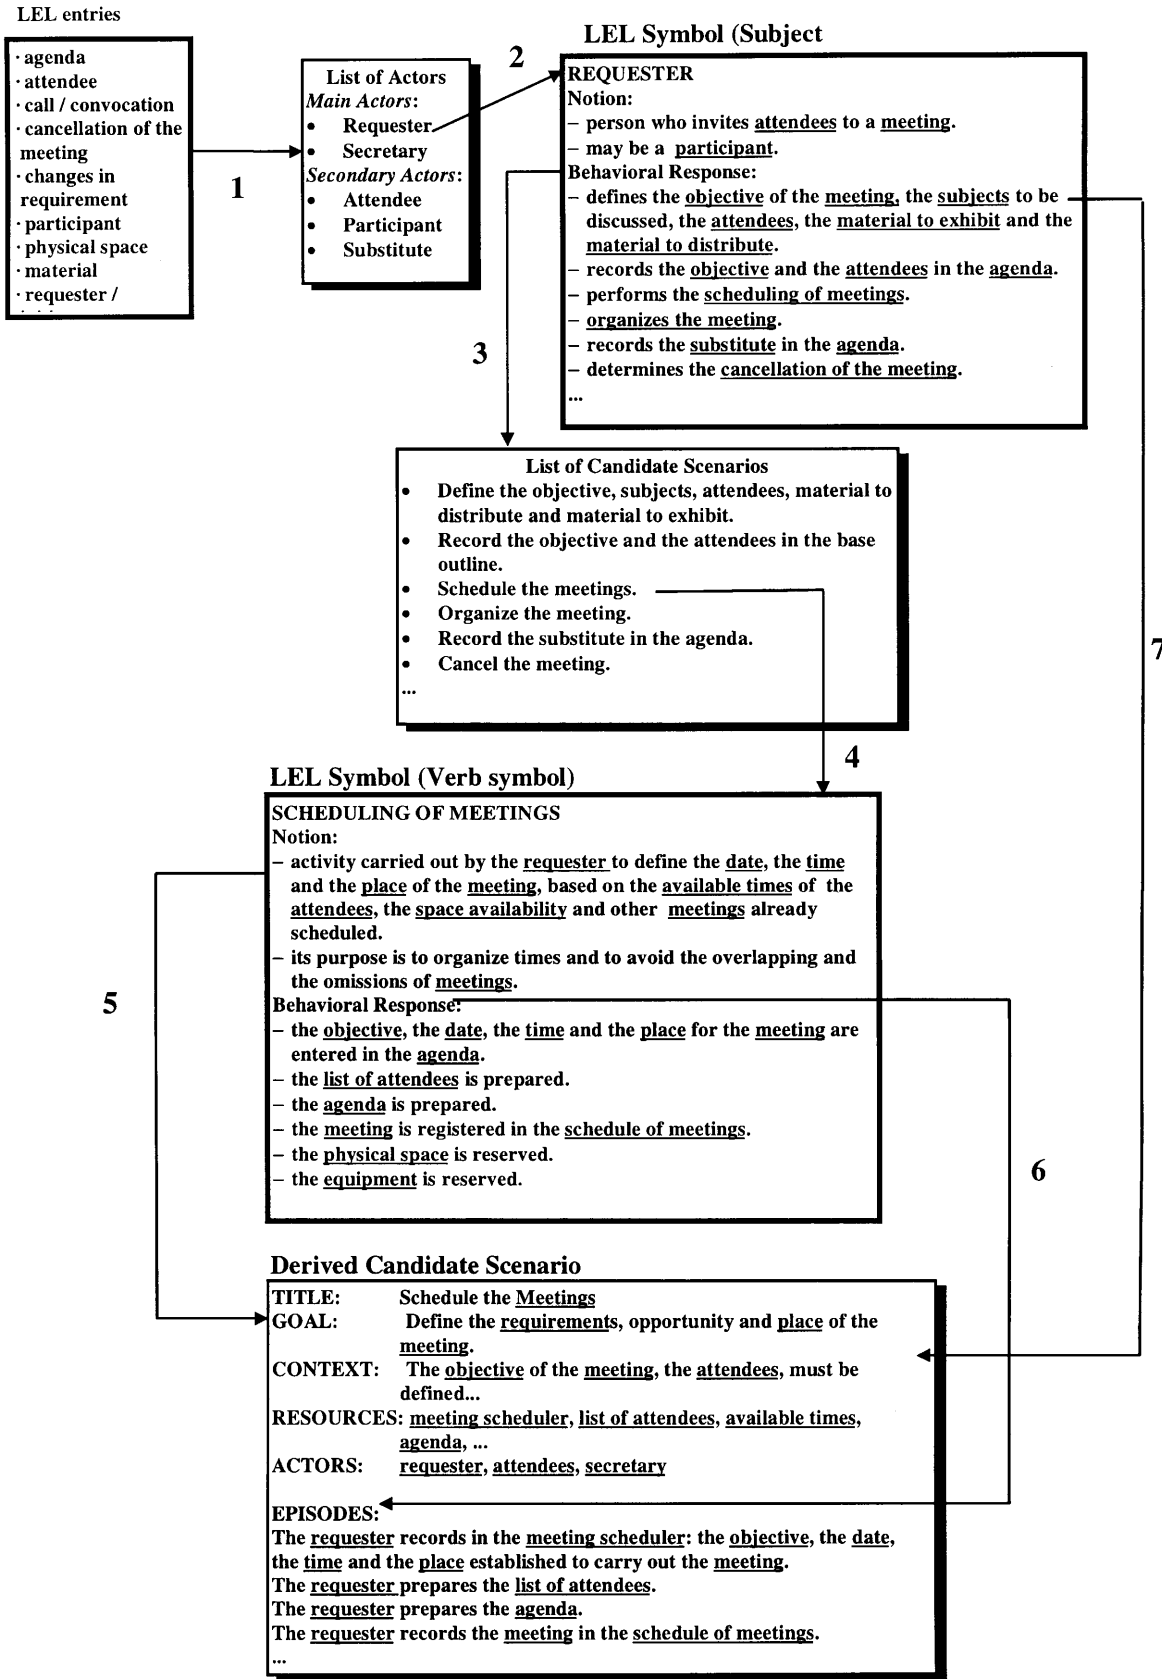 LEL entries
· agenda
· attendee
· call / convocation
· cancellation of the
meeting
· changes in
requirement
· participant
· physical space
· material
· requester /
. . .
1
List of Actors
Main Actors:
• Requester
• Secretary
Secondary Actors:
• Attendee
• Participant
• Substitute
2
LEL Symbol (Subject
REQUESTER
Notion:
– person who invites attendees to a meeting.
– may be a participant.
Behavioral Response:
– defines the objective of the meeting, the subjects to be
discussed, the attendees, the material to exhibit and the
material to distribute.
– records the objective and the attendees in the agenda.
– performs the scheduling of meetings.
– organizes the meeting.
– records the substitute in the agenda.
– determines the cancellation of the meeting.
...
3
List of Candidate Scenarios
• Define the objective, subjects, attendees, material to
distribute and material to exhibit.
• Record the objective and the attendees in the base
outline.
• Schedule the meetings.
• Organize the meeting.
• Record the substitute in the agenda.
• Cancel the meeting.
...
7
4
LEL Symbol (Verb symbol)
SCHEDULING OF MEETINGS
Notion:
– activity carried out by the requester to define the date, the time
and the place of the meeting, based on the available times of the
attendees, the space availability and other meetings already
scheduled.
– its purpose is to organize times and to avoid the overlapping and
the omissions of meetings.
Behavioral Response:
– the objective, the date, the time and the place for the meeting are
entered in the agenda.
– the list of attendees is prepared.
– the agenda is prepared.
– the meeting is registered in the schedule of meetings.
– the physical space is reserved.
– the equipment is reserved.
5
6
Derived Candidate Scenario
TITLE: Schedule the Meetings
GOAL: Define the requirements, opportunity and place of the
meeting.
CONTEXT: The objective of the meeting, the attendees, must be
defined...
RESOURCES: meeting scheduler, list of attendees, available times,
agenda, ...
ACTORS: requester, attendees, secretary
EPISODES:
The requester records in the meeting scheduler: the objective, the date,
the time and the place established to carry out the meeting.
The requester prepares the list of attendees.
The requester prepares the agenda.
The requester records the meeting in the schedule of meetings.
...